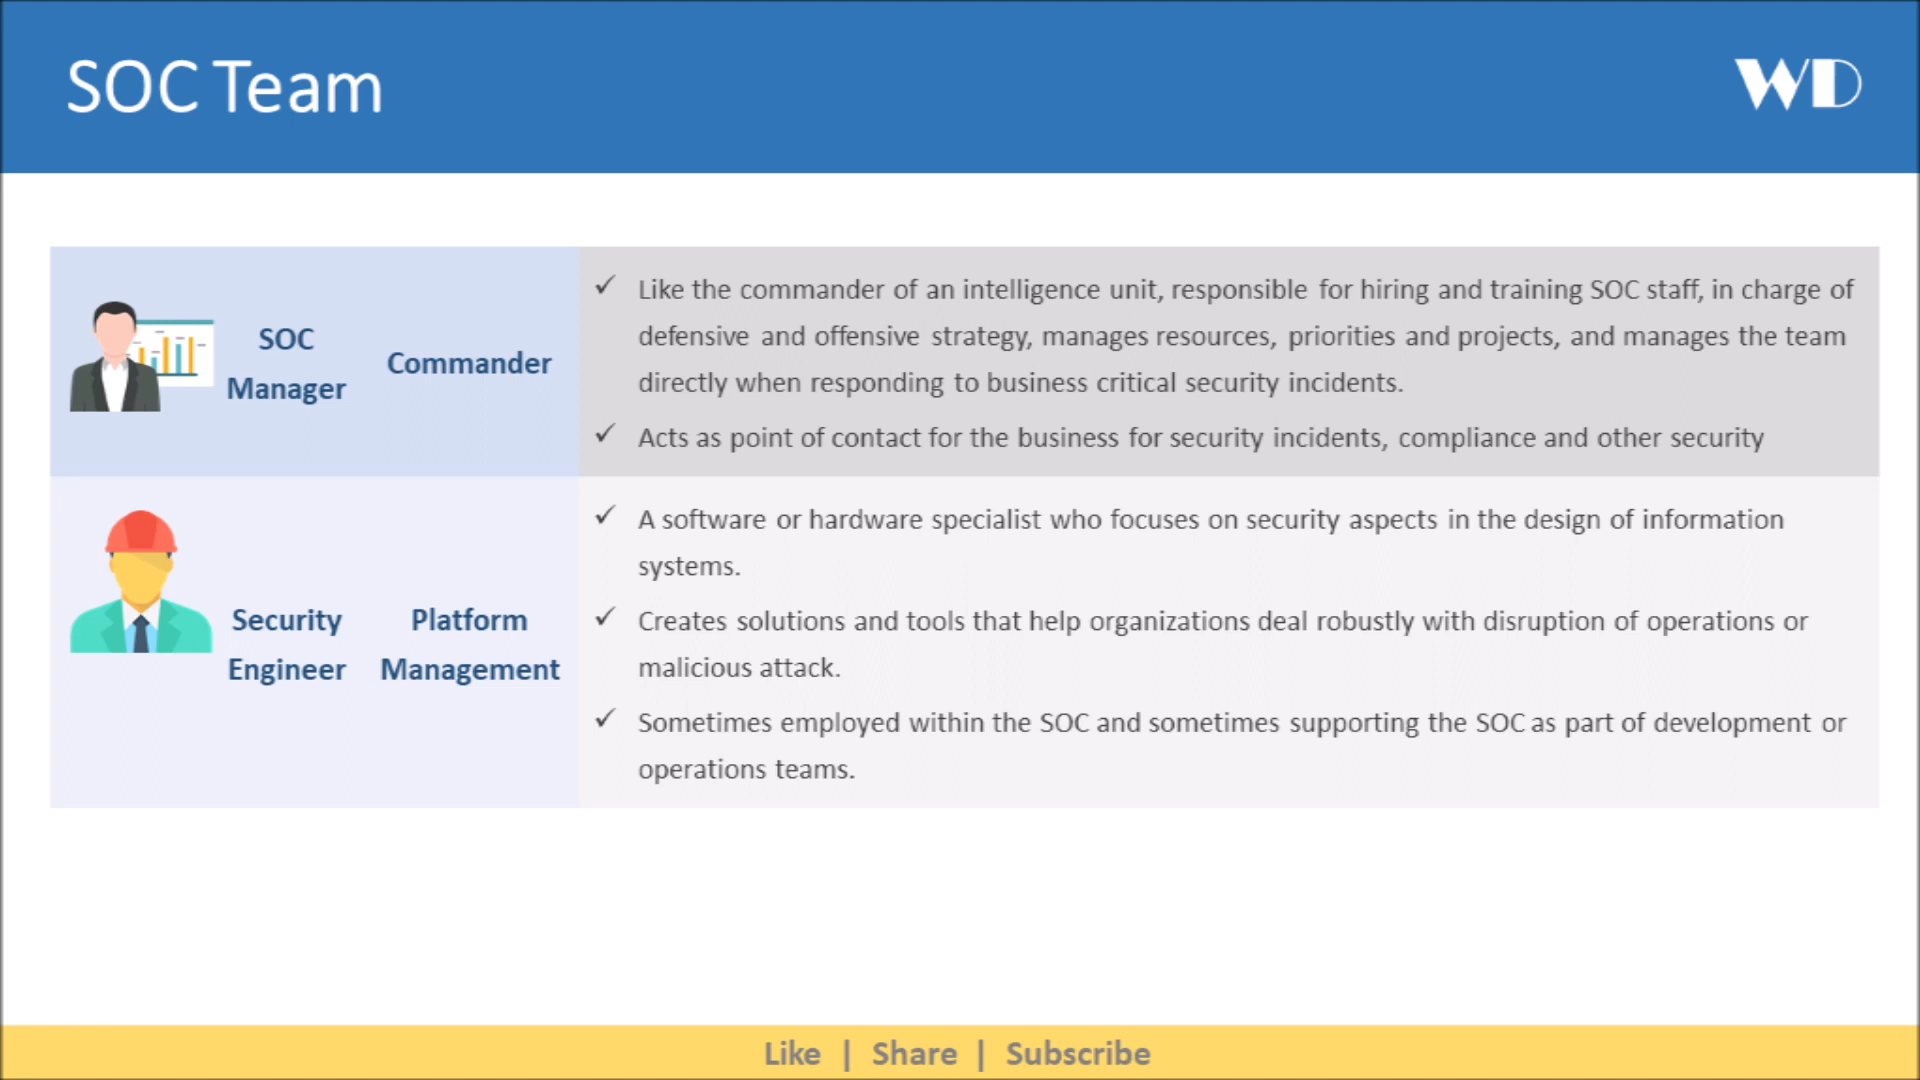 SOC Team
WD
SOC
Manager
Commander
✓ Like the commander of an intelligence unit, responsible for hiring and training SOC staff, in charge of
defensive and offensive strategy, manages resources, priorities and projects, and manages the team
directly when responding to business critical security incidents.
✓ Acts as point of contact for the business for security incidents, compliance and other security
Security
Engineer
Platform
Management
✓ A software or hardware specialist who focuses on security aspects in the design of information
systems.
✓ Creates solutions and tools that help organizations deal robustly with disruption of operations or
malicious attack.
✓ Sometimes employed within the SOC and sometimes supporting the SOC as part of development or
operations teams.
Like | Share | Subscribe